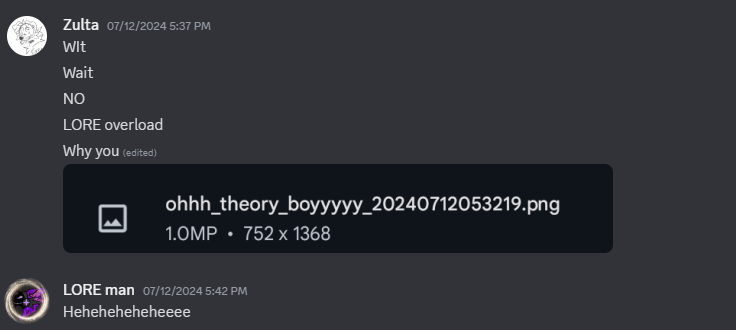 Zulta 07/12/2024 5:37 PM
WIt
Wait
NO
LORE overload
Why you (edited)
ohhh_theory_boyyyyy_20240712053219.png
1.0MP • 752 x 1368
LORE man 07/12/2024 5:42 PM
Heheheheheheeee